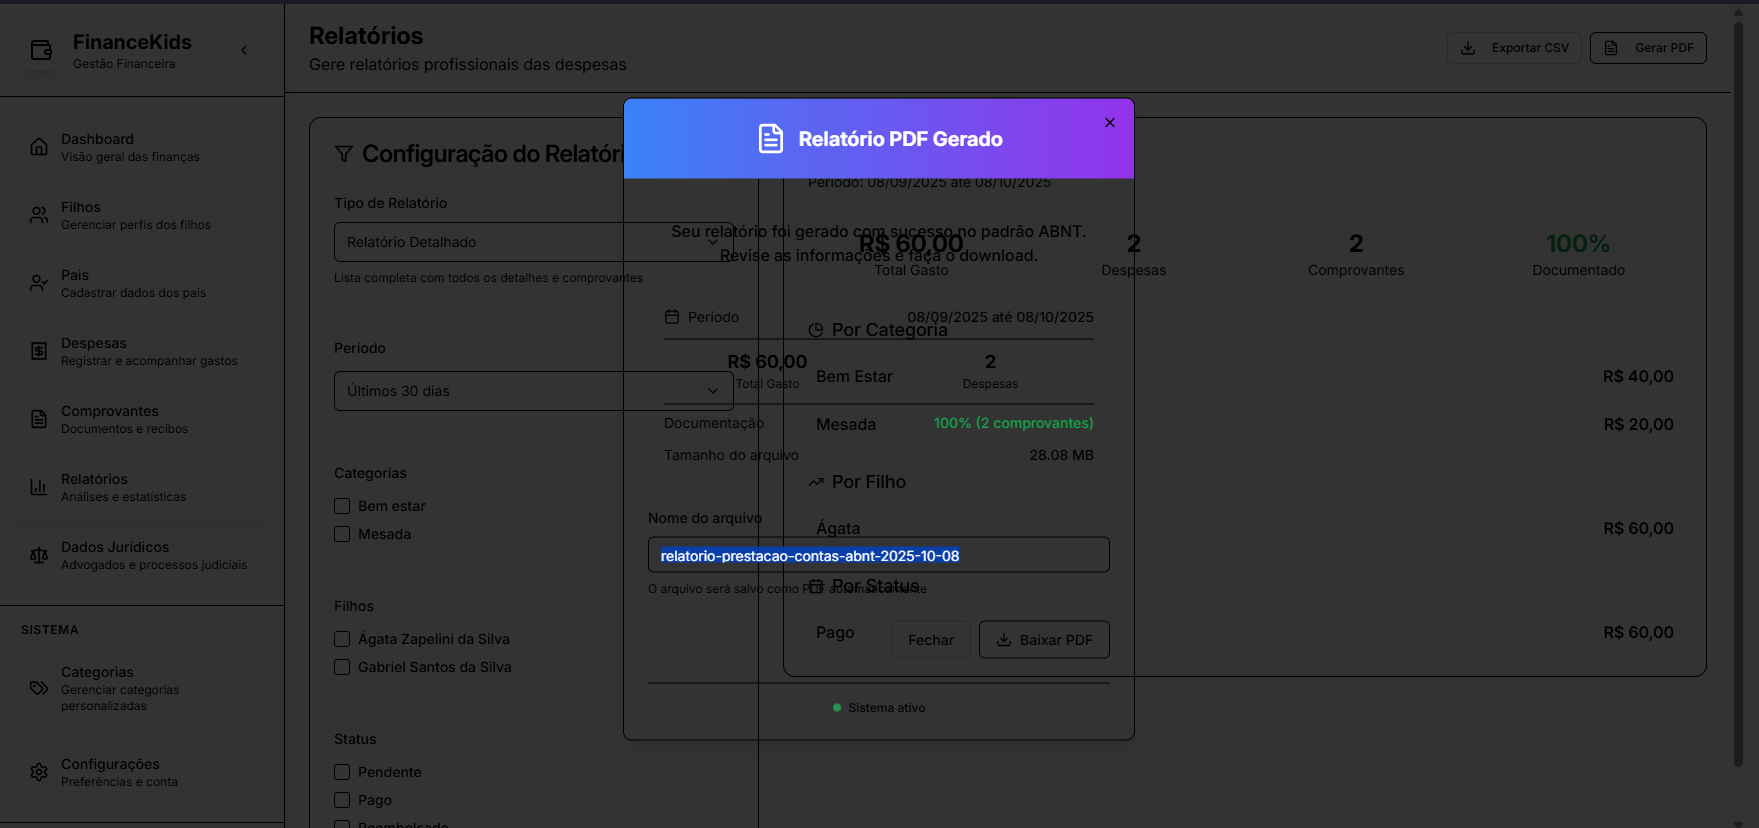 FinanceKids
Gestão Financeira
Dashboard
Visão geral das finanças
Filhos
Gerenciar perfis dos filhos
Pais
Cadastrar dados dos pais
Despesas
Registrar e acompanhar gastos
Comprovantes
Documentos e recibos
Relatórios
Análises e estatísticas
Dados Jurídicos
Advogados e processos judiciais
SISTEMA
Categorias
Gerenciar categorias
personalizadas
Configurações
Preferências e conta
Relatórios
Gere relatórios profissionais das despesas
Exportar CSV
Gerar PDF
Configuração do Relatóri
Tipo de Relatório
Relatório Detalhado
Lista completa com todos os detalhes e comprovantes
Período
Últimos 30 dias
Categorias
Bem estar
Mesada
Filhos
Ágata Zapelini da Silva
Gabriel Santos da Silva
Status
Pendente
Pago
Reembolsado
Relatório PDF Gerado
Seu relatório foi gerado com sucesso no padrão ABNT.
Revise as informações e faça o download.
Período
08/09/2025 até 08/10/2025
R$ 60,00
Total Gasto
2
Despesas
Documentação
100% (2 comprovantes)
Tamanho do arquivo
28.08 MB
Nome do arquivo
relatorio-prestacao-contas-abnt-2025-10-08
O arquivo será salvo como PDF automaticamente
Fechar
Baixar PDF
Sistema ativo
Período: 08/09/2025 até 08/10/2025
R$ 60,00
Total Gasto
2
Despesas
2
Comprovantes
100%
Documentado
Por Categoria
Bem Estar
R$ 40,00
Mesada
R$ 20,00
Por Filho
Ágata
R$ 60,00
Por Status
Pago
R$ 60,00